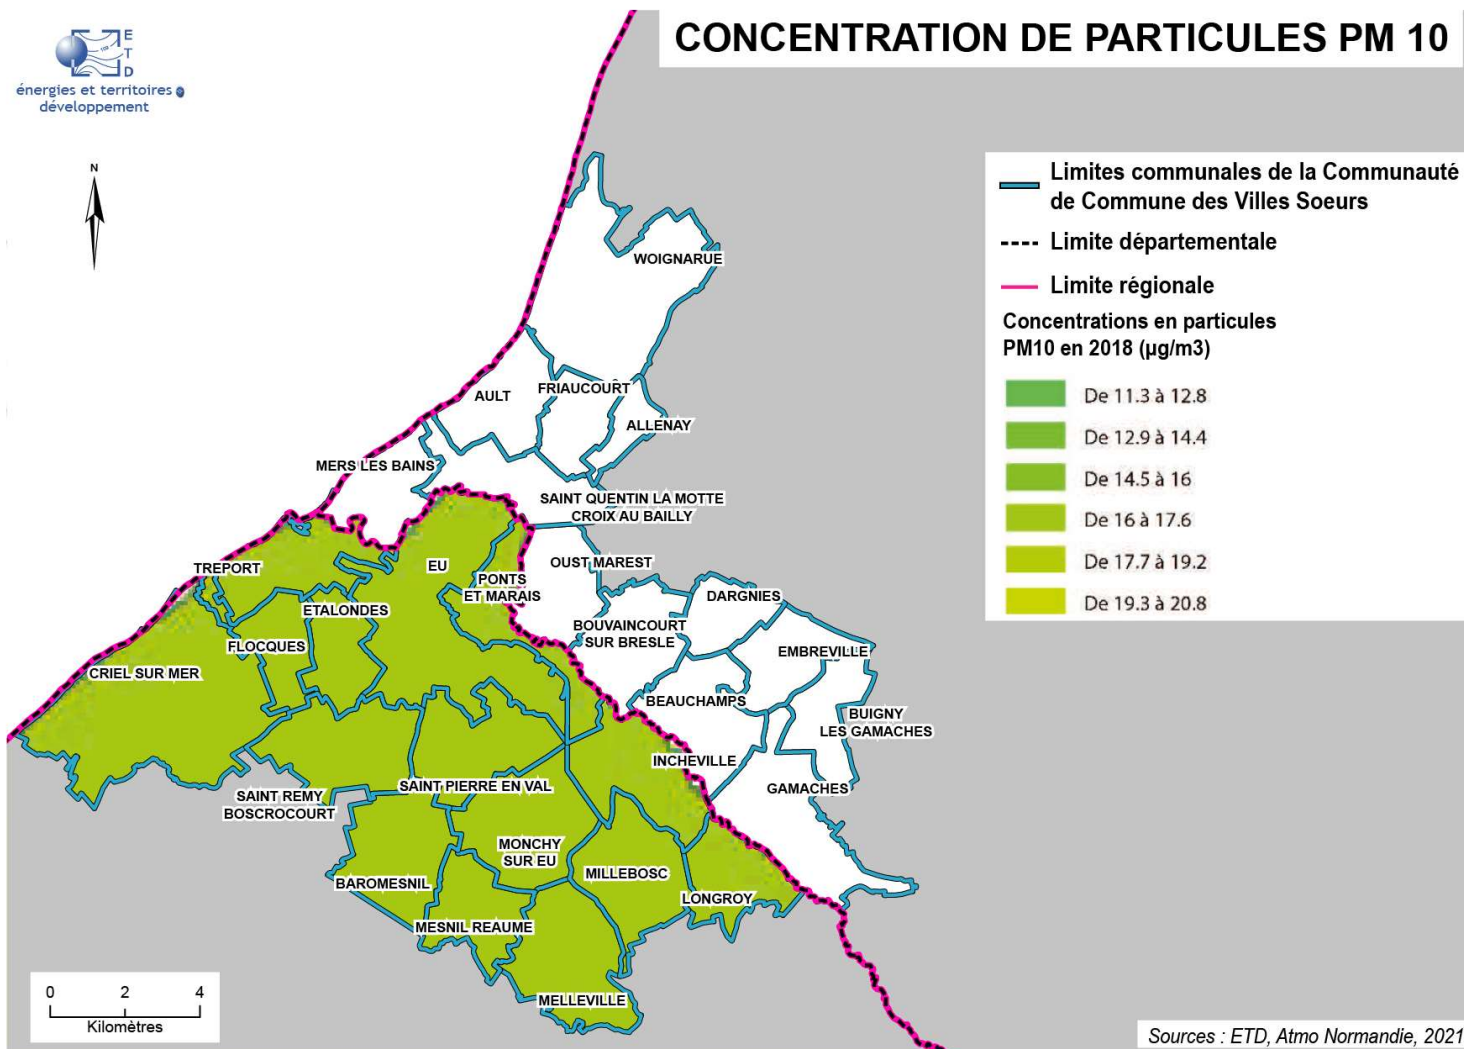 CONCENTRATION DE PARTICULES PM 10
E
T
D
énergies et territoires
développement
N
Limites communales de la Communauté
de Commune des Villes Soeurs
Limite départementale
Limite régionale
Concentrations en particules
PM10 en 2018 (µg/m3)
De 11.3 à 12.8
De 12.9 à 14.4
De 14.5 à 16
De 16 à 17.6
De 17.7 à 19.2
De 19.3 à 20.8
WOIGNARUE
AULT
FRIAUCOURT
ALLENAY
MERS LES BAINS
SAINT QUENTIN LA MOTTE
CROIX AU BAILLY
TREPORT
EU
PONTS
ET MARAIS
OUST MAREST
ETALONDES
DARGNIES
BOUVAINCOURT
SUR BRESLE
FLOCQUES
EMBREVILLE
CRIEL SUR MER
BEAUCHAMPS
BUIGNY
LES GAMACHES
INCHEVILLE
GAMACHES
SAINT REMY
BOSCROCOURT
SAINT PIERRE EN VAL
MONCHY
SUR EU
MILLEBOSC
BAROMESNIL
LONGROY
MESNIL REAUME
MELLEVILLE
0 2 4
Kilomètres
Sources : ETD, Atmo Normandie, 2021